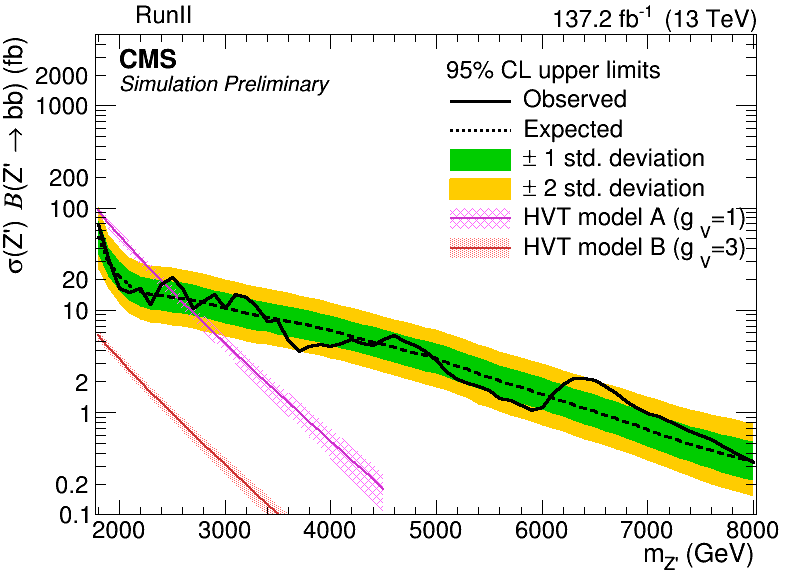 RunII
137.2 fb⁻¹ (13 TeV)
CMS
Simulation Preliminary
95% CL upper limits
Observed
Expected
± 1 std. deviation
± 2 std. deviation
HVT model A (g_v=1)
HVT model B (g_v=3)
σ(Z') B(Z' → bb) (fb)
2000
1000
200
100
20
10
2
1
0.2
0.1
2000 3000 4000 5000 6000 7000 8000
m_Z' (GeV)